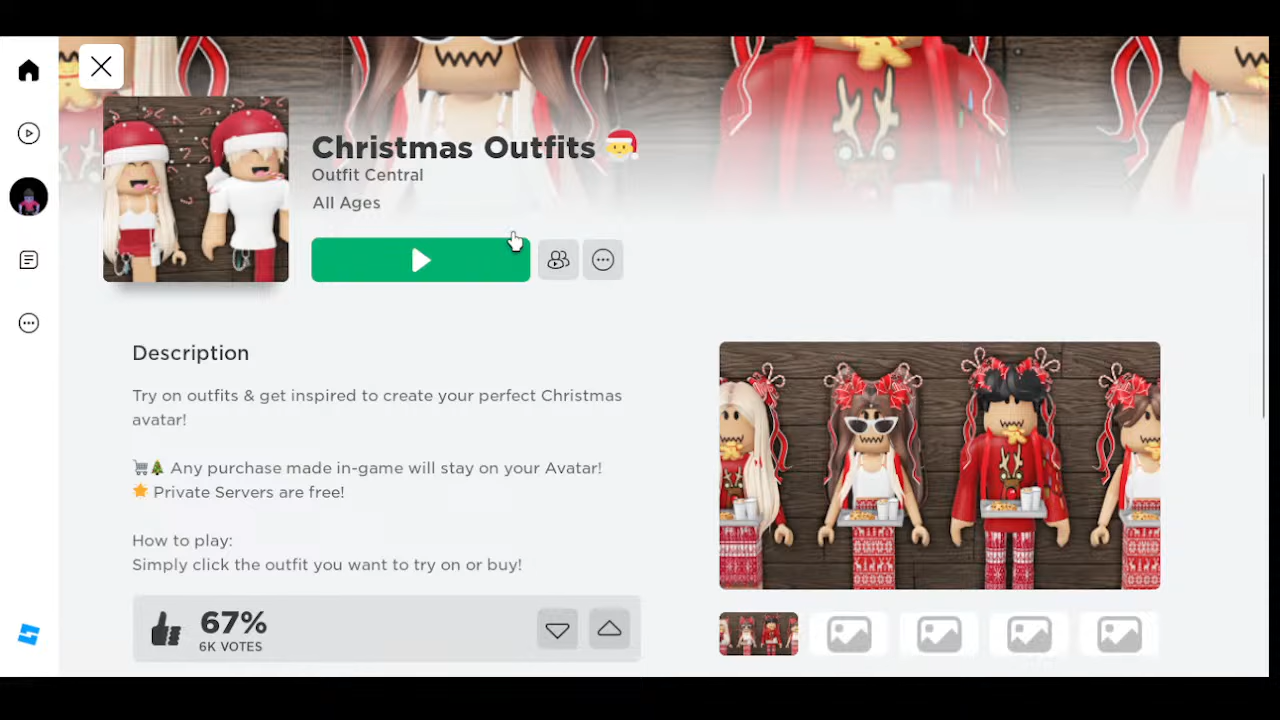 Christmas Outfits 🎅
Outfit Central
All Ages
Description
Try on outfits & get inspired to create your perfect Christmas
avatar!
🛒🎄 Any purchase made in-game will stay on your Avatar!
⭐ Private Servers are free!
How to play:
Simply click the outfit you want to try on or buy!
67%
6K VOTES